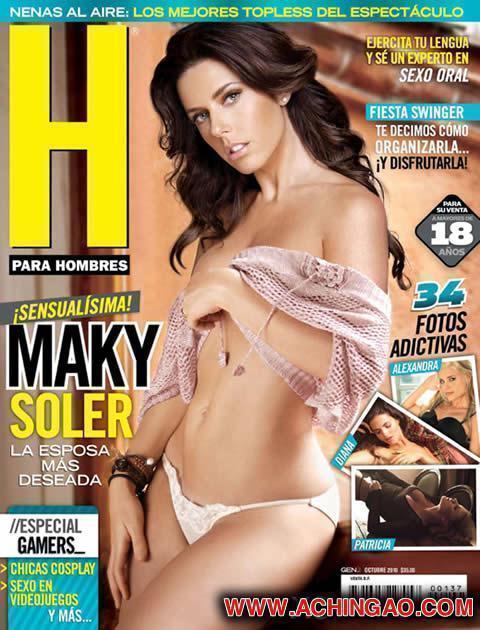 NENAS AL AIRE: LOS MEJORES TOPLESS DEL ESPECTÁCULO
H
PARA HOMBRES
EJERCITA TU LENGUA
Y SÉ UN EXPERTO EN
SEXO ORAL
FIESTA SWINGER
TE DECIMOS CÓMO
ORGANIZARLA...
¡Y DISFRUTARLA!
PARA
SU VENTA
A MAYORES DE
18
AÑOS
¡SENSUALÍSIMA!
MAKY
SOLER
LA ESPOSA
MÁS
DESEADA
34
FOTOS
ADICTIVAS
ALEXANDRA
DIANA
PATRICIA
//ESPECIAL
GAMERS_
> CHICAS COSPLAY
> SEXO EN
VIDEOJUEGOS
Y MÁS...
OCTUBRE 2010 $35.00
00137
WWW.ACHINGAO.COM